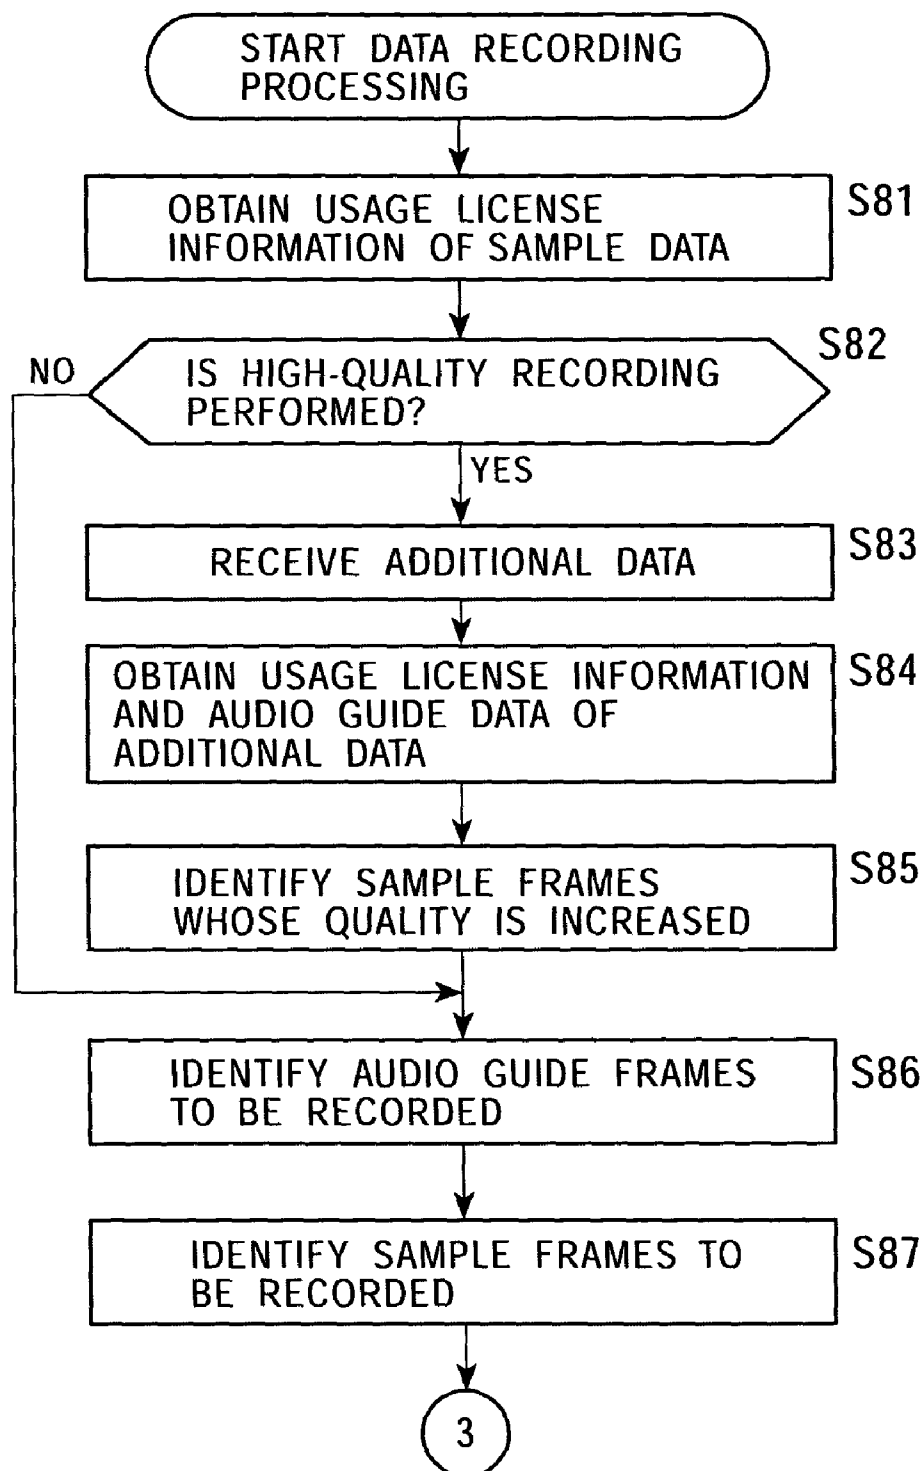 START DATA RECORDING
PROCESSING
OBTAIN USAGE LICENSE
INFORMATION OF SAMPLE DATA
S81
IS HIGH-QUALITY RECORDING
PERFORMED?
S82
NO
YES
RECEIVE ADDITIONAL DATA
S83
OBTAIN USAGE LICENSE INFORMATION
AND AUDIO GUIDE DATA OF
ADDITIONAL DATA
S84
IDENTIFY SAMPLE FRAMES
WHOSE QUALITY IS INCREASED
S85
IDENTIFY AUDIO GUIDE FRAMES
TO BE RECORDED
S86
IDENTIFY SAMPLE FRAMES TO
BE RECORDED
S87
3